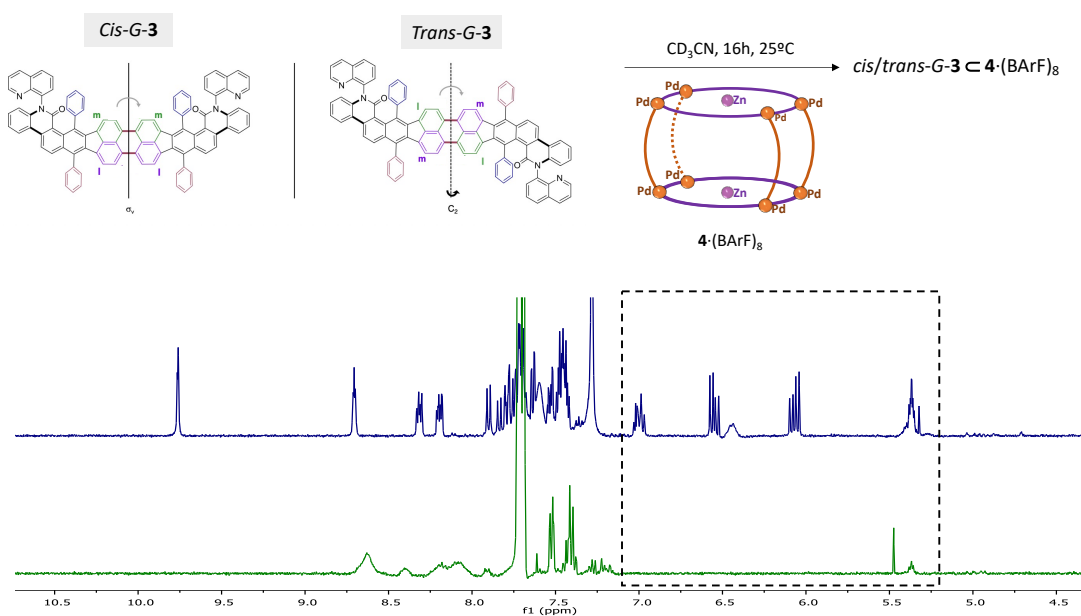 Cis-G-3
Trans-G-3
CD₃CN, 16h, 25ºC
cis/trans-G-3 ⊂ 4·(BArF)₈
N
N
O
O
N
N
m
m
l
l
σᵥ
N
N
O
l
m
m
l
O
N
N
C₂
Pd
Pd
Zn
Pd
Pd
Pd
Pd
Zn
Pd
Pd
4·(BArF)₈
10.5
10.0
9.5
9.0
8.5
8.0
7.5
7.0
6.5
6.0
5.5
5.0
4.5
f1 (ppm)